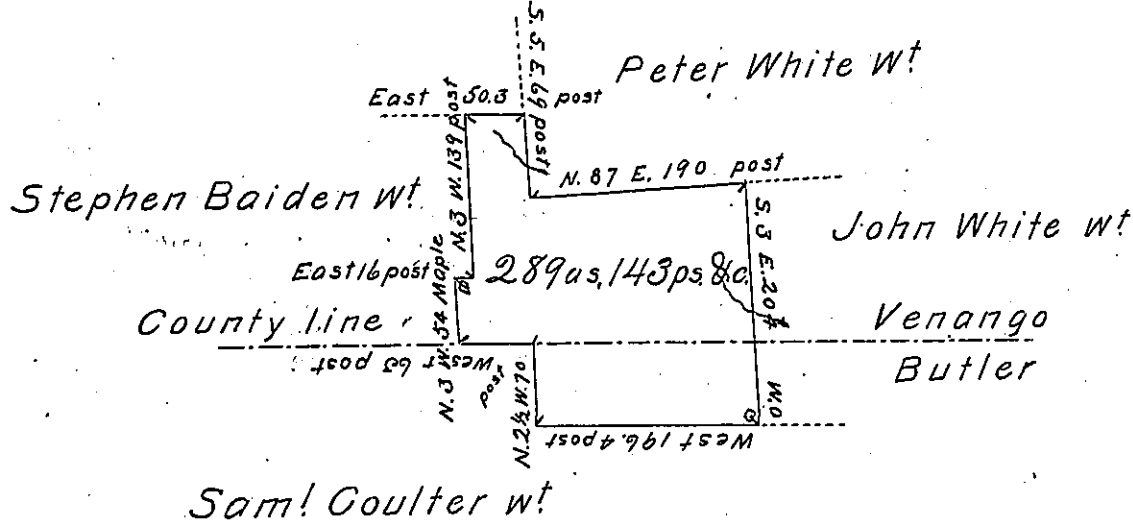 Peter White Wt.
S. 5. E. 69 post
East 50.3 post
N. 87 E. 190 post
Stephen Baiden Wt.
N. 3 W. 139 post
John White Wt
S. 3 E. 204
East 16 post
289as, 143ps. &c.
N. 3 W. 54 Maple
County line
Venango
West 63 post
Butler
N. 2½ W. 70 post
W.O
West 196.4 post
Saml. Coulter Wt